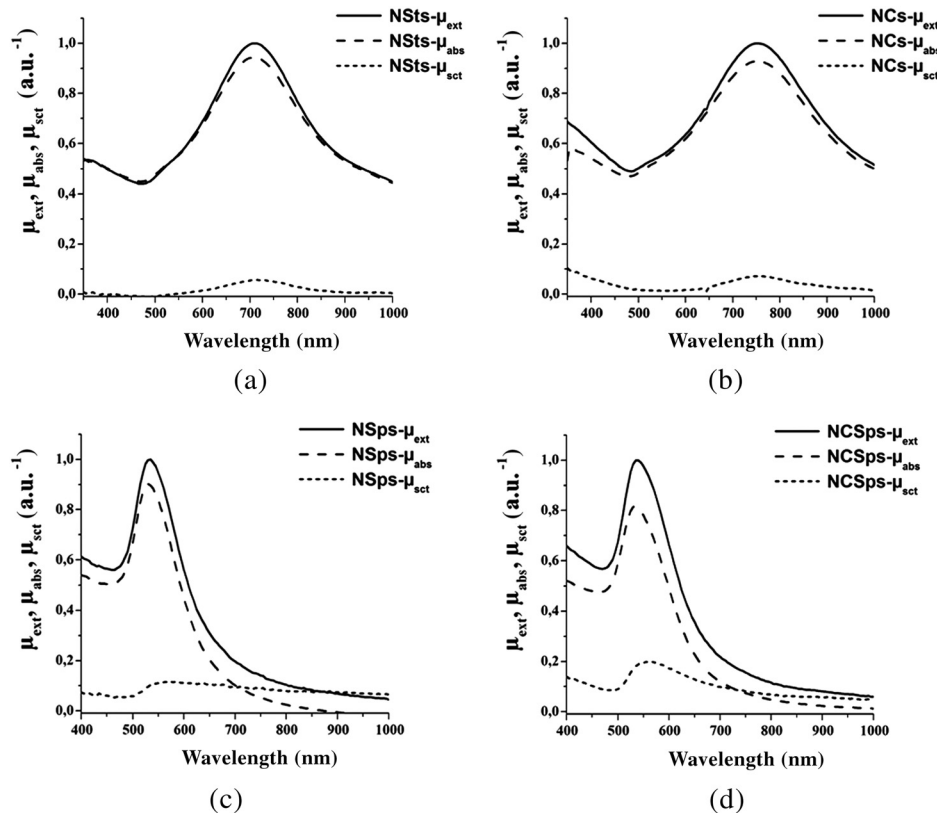 NSts-μext
NSts-μabs
NSts-μsct
μext, μabs, μsct (a.u.⁻¹)
1,0
0,8
0,6
0,4
0,2
0,0
400 500 600 700 800 900 1000
Wavelength (nm)
(a)
NCs-μext
NCs-μabs
NCs-μsct
μext, μabs, μsct (a.u.⁻¹)
1,0
0,8
0,6
0,4
0,2
0,0
400 500 600 700 800 900 1000
Wavelength (nm)
(b)
NSps-μext
NSps-μabs
NSps-μsct
μext, μabs, μsct (a.u.⁻¹)
1,0
0,8
0,6
0,4
0,2
0,0
400 500 600 700 800 900 1000
Wavelength (nm)
(c)
NCSps-μext
NCSps-μabs
NCSps-μsct
μext, μabs, μsct (a.u.⁻¹)
1,0
0,8
0,6
0,4
0,2
0,0
400 500 600 700 800 900 1000
Wavelength (nm)
(d)